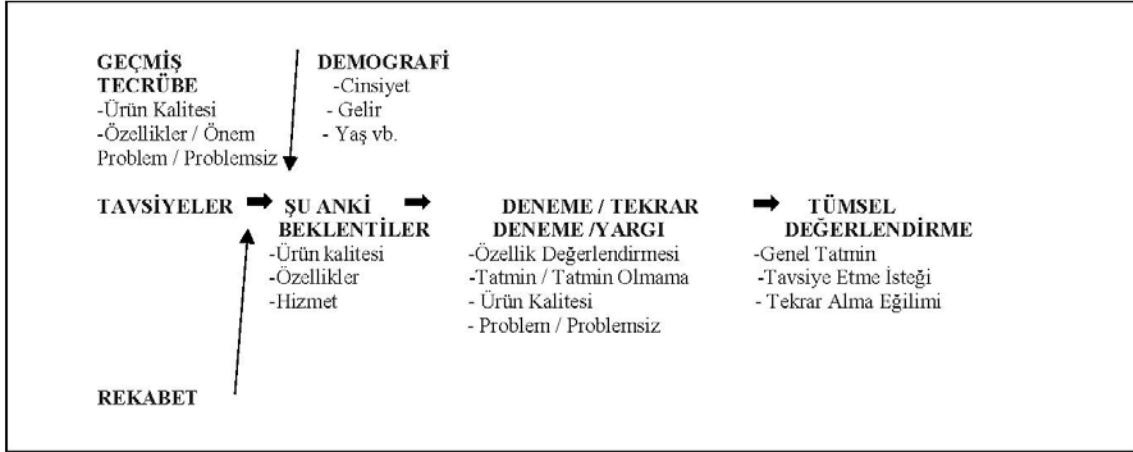 GEÇMİŞ
TECRÜBE
-Ürün Kalitesi
-Özellikler / Önem
Problem / Problemsiz
DEMOGRAFİ
-Cinsiyet
- Gelir
- Yaş vb.
TAVSİYELER
ŞU ANKİ
BEKLENTİLER
-Ürün kalitesi
-Özellikler
-Hizmet
DENEME / TEKRAR
DENEME /YARGI
-Özellik Değerlendirmesi
-Tatmin / Tatmin Olmama
- Ürün Kalitesi
- Problem / Problemsiz
TÜMSEL
DEĞERLENDİRME
-Genel Tatmin
-Tavsiye Etme İsteği
- Tekrar Alma Eğilimi
REKABET